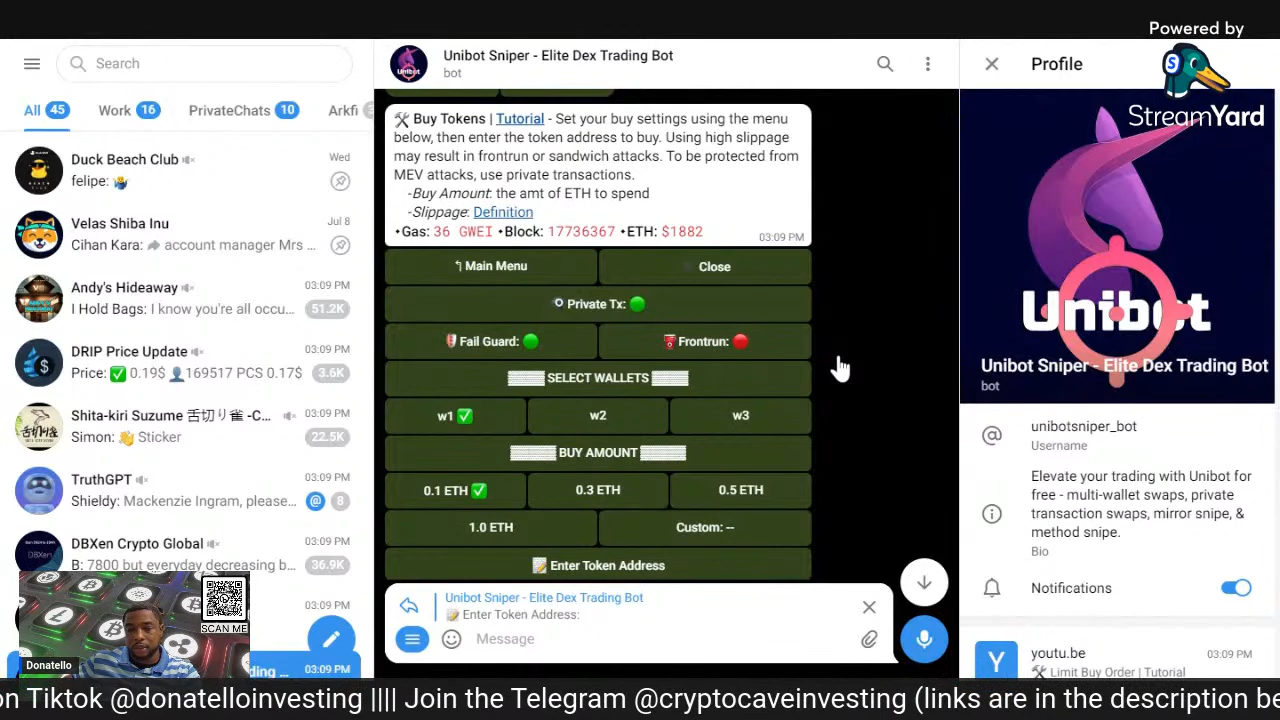 Powered by
StreamYard
Search
All 45
Work 16
PrivateChats 10
Arkfi
Duck Beach Club
Wed
felipe:
Velas Shiba Inu
Jul 8
Cihan Kara: account manager Mrs ...
Andy's Hideaway
03:09 PM
I Hold Bags: I know you're all occu...
51.2K
DRIP Price Update
03:09 PM
Price: ✅ 0.19$ 👤169517 PCS 0.17$
3.6K
Shita-kiri Suzume 舌切り雀 -C...
03:09 PM
Simon: 👋 Sticker
22.5K
TruthGPT
03:09 PM
Shieldy: Mackenzie Ingram, please...
@ 8
DBXen Crypto Global
03:09 PM
B: 7800 but everyday decreasing b...
36.9K
03:09 PM
SCAN ME
Donatello
ding ...
03:09 PM
Unibot Sniper - Elite Dex Trading Bot
bot
🛠 Buy Tokens | Tutorial - Set your buy settings using the menu
below, then enter the token address to buy. Using high slippage
may result in frontrun or sandwich attacks. To be protected from
MEV attacks, use private transactions.
-Buy Amount: the amt of ETH to spend
-Slippage: Definition
•Gas: 36 GWEI •Block: 17736367 •ETH: $1882
03:09 PM
↰ Main Menu
Close
Private Tx: 🟢
Fail Guard: 🟢
Frontrun: 🔴
▒▒▒ SELECT WALLETS ▒▒▒
w1 ✅
w2
w3
▒▒▒ BUY AMOUNT ▒▒▒
0.1 ETH ✅
0.3 ETH
0.5 ETH
1.0 ETH
Custom: --
📝 Enter Token Address
Unibot Sniper - Elite Dex Trading Bot
📝 Enter Token Address:
Message
Profile
Unibot
Unibot Sniper - Elite Dex Trading Bot
bot
unibotsniper_bot
Username
Elevate your trading with Unibot for
free - multi-wallet swaps, private
transaction swaps, mirror snipe, &
method snipe.
Bio
Notifications
Y
youtu.be
03:09 PM
🛠 Limit Buy Order | Tutorial
on Tiktok @donatelloinvesting |||| Join the Telegram @cryptocaveinvesting (links are in the description be